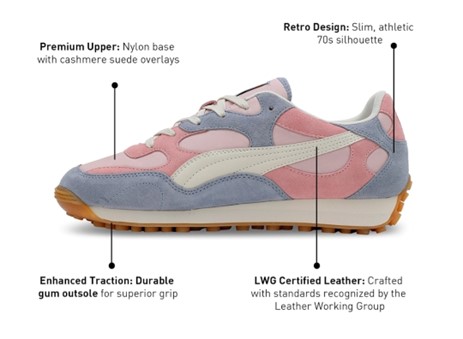 Retro Design: Slim, athletic
70s silhouette
Premium Upper: Nylon base
with cashmere suede overlays
Enhanced Traction: Durable
gum outsole for superior grip
LWG Certified Leather: Crafted
with standards recognized by the
Leather Working Group